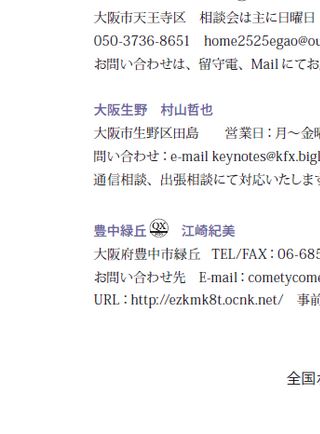 大阪市天王寺区　相談会は主に日曜日
050-3736-8651　home2525egao@ou
お問い合わせは、留守電、Mail にてお
大阪生野　村山哲也
大阪市生野区田島　　営業日：月〜金曜
問い合わせ：e-mail keynotes@kfx.bigl
通信相談、出張相談にて対応いたします
豊中緑丘 QX 江崎紀美
大阪府豊中市緑丘　TEL/FAX：06-685
お問い合わせ先　E-mail：cometycome
URL：http://ezkmk8t.ocnk.net/　事前
全国